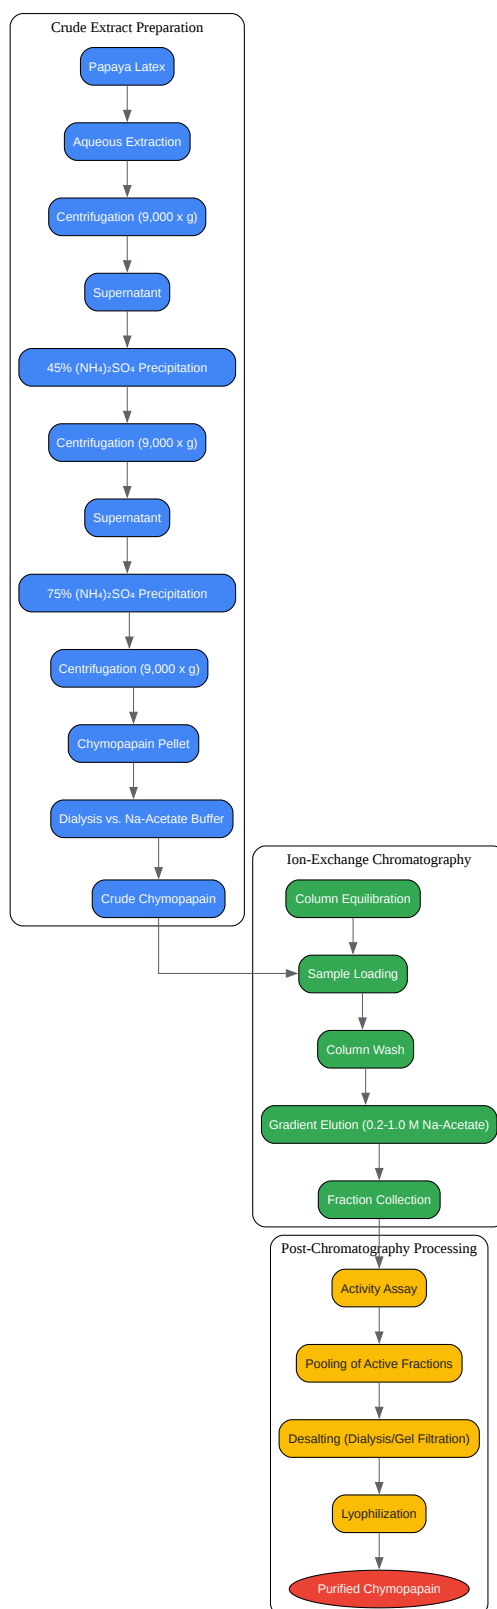 Crude Extract Preparation
Papaya Latex
Aqueous Extraction
Centrifugation (9,000 x g)
Supernatant
45% (NH₄)₂SO₄ Precipitation
Centrifugation (9,000 x g)
Supernatant
75% (NH₄)₂SO₄ Precipitation
Centrifugation (9,000 x g)
Chymopapain Pellet
Dialysis vs. Na-Acetate Buffer
Crude Chymopapain
Ion-Exchange Chromatography
Column Equilibration
Sample Loading
Column Wash
Gradient Elution (0.2-1.0 M Na-Acetate)
Fraction Collection
Post-Chromatography Processing
Activity Assay
Pooling of Active Fractions
Desalting (Dialysis/Gel Filtration)
Lyophilization
Purified Chymopapain